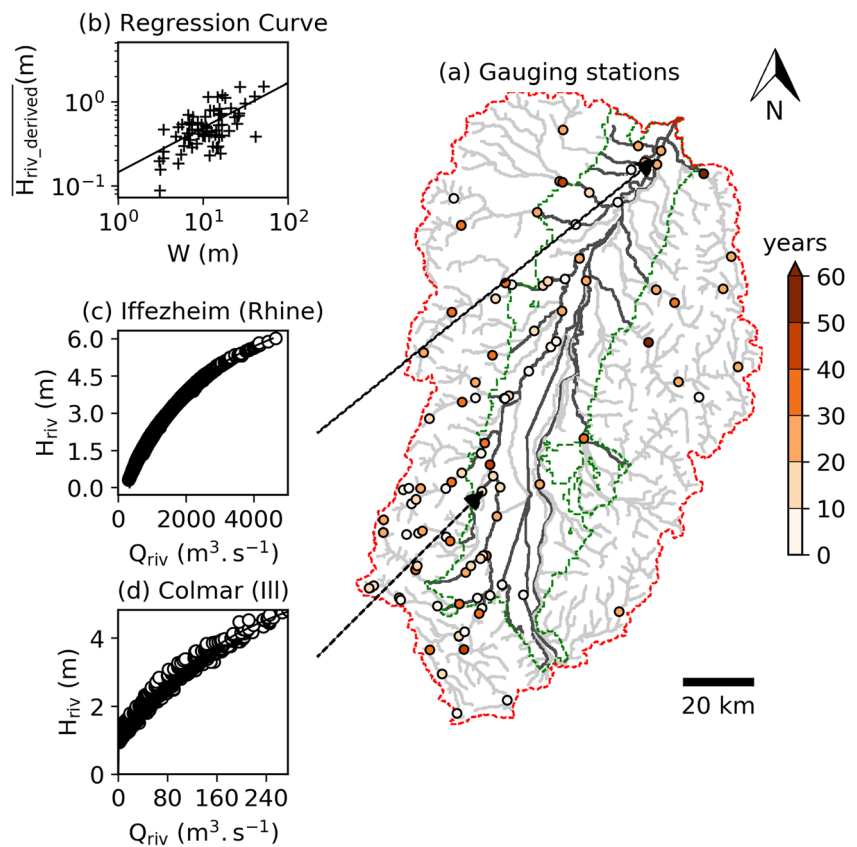 (b) Regression Curve
H̅riv_derived (m)
10⁰
10⁻¹
10⁰ 10¹ 10²
W (m)
(a) Gauging stations
N
years
60
50
40
30
20
10
0
20 km
(c) Iffezheim (Rhine)
Hriv (m)
6.0
4.5
3.0
1.5
0.0
0 2000 4000
Qriv (m³. s⁻¹)
(d) Colmar (Ill)
Hriv (m)
4
2
0
0 80 160 240
Qriv (m³. s⁻¹)